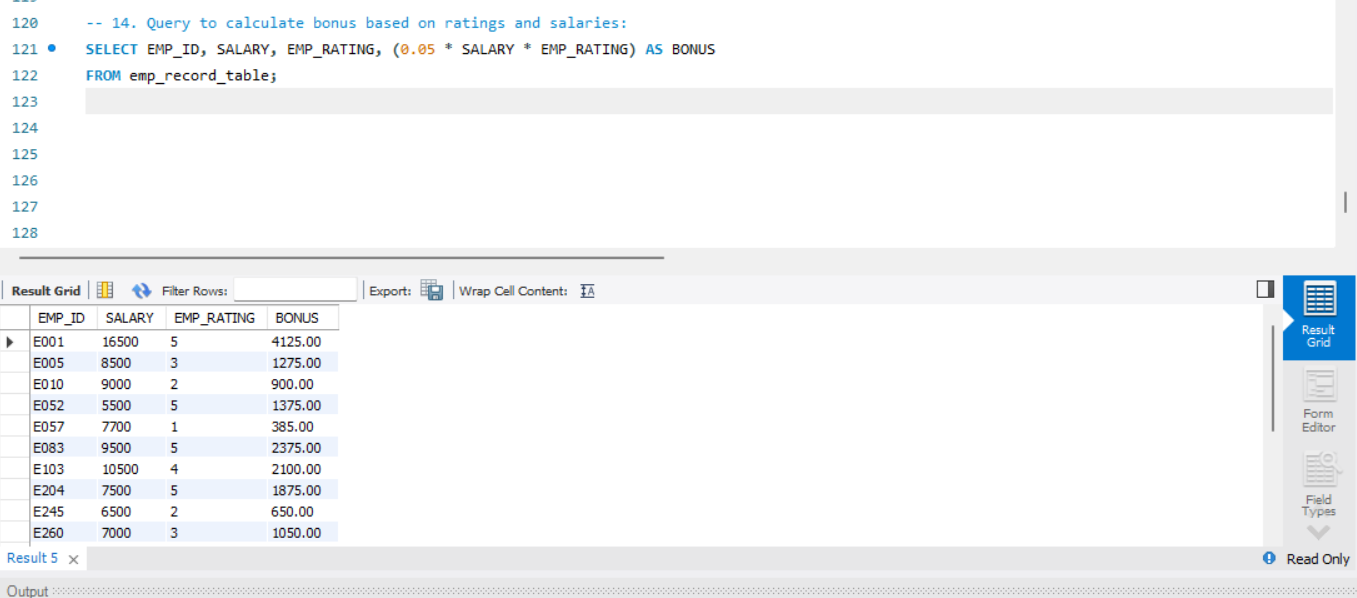 120 -- 14. Query to calculate bonus based on ratings and salaries:
121 SELECT EMP_ID, SALARY, EMP_RATING, (0.05 * SALARY * EMP_RATING) AS BONUS
122 FROM emp_record_table;
123
124
125
126
127
128
Result Grid Filter Rows: Export: Wrap Cell Content: IA
EMP_ID SALARY EMP_RATING BONUS
E001 16500 5 4125.00
E005 8500 3 1275.00
E010 9000 2 900.00
E052 5500 5 1375.00
E057 7700 1 385.00
E083 9500 5 2375.00
E103 10500 4 2100.00
E204 7500 5 1875.00
E245 6500 2 650.00
E260 7000 3 1050.00
Result
Grid
Form
Editor
Field
Types
Result 5 Read Only
Output